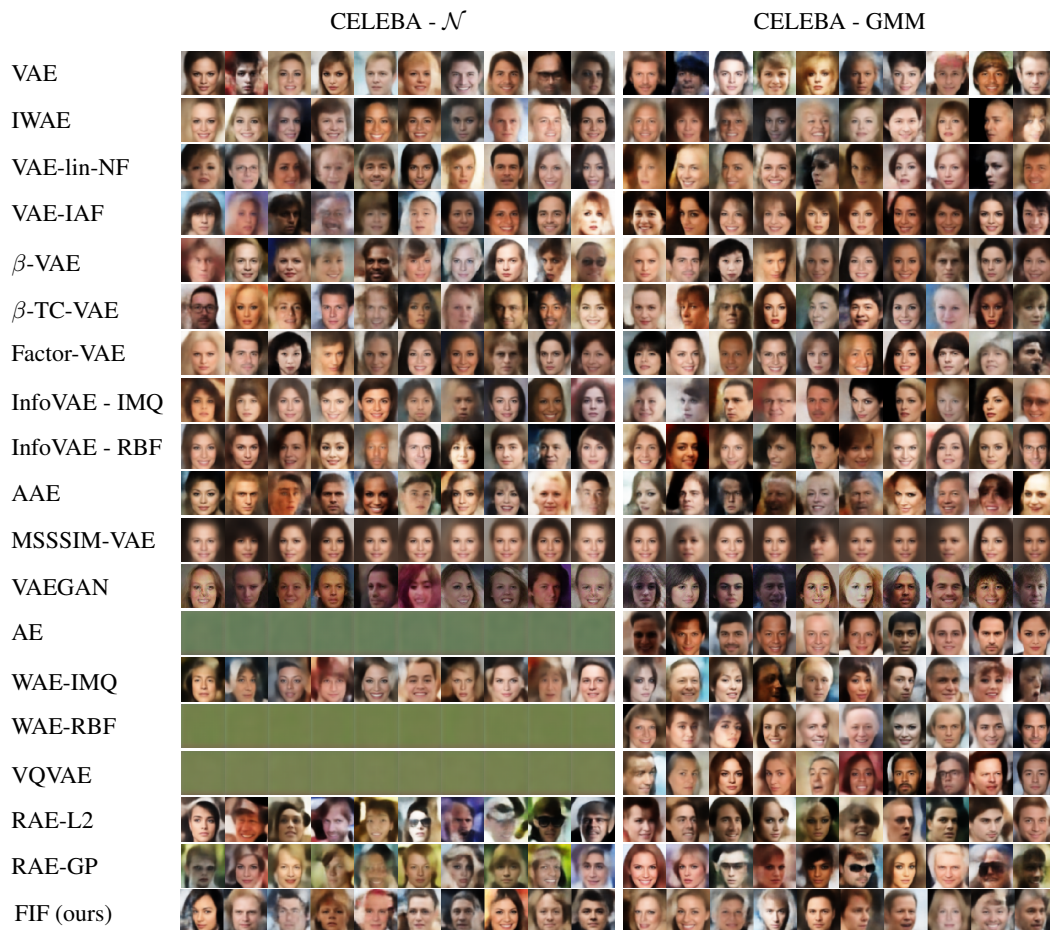 CELEBA - 𝒩 CELEBA - GMM
VAE
IWAE
VAE-lin-NF
VAE-IAF
β-VAE
β-TC-VAE
Factor-VAE
InfoVAE - IMQ
InfoVAE - RBF
AAE
MSSSIM-VAE
VAEGAN
AE
WAE-IMQ
WAE-RBF
VQVAE
RAE-L2
RAE-GP
FIF (ours)